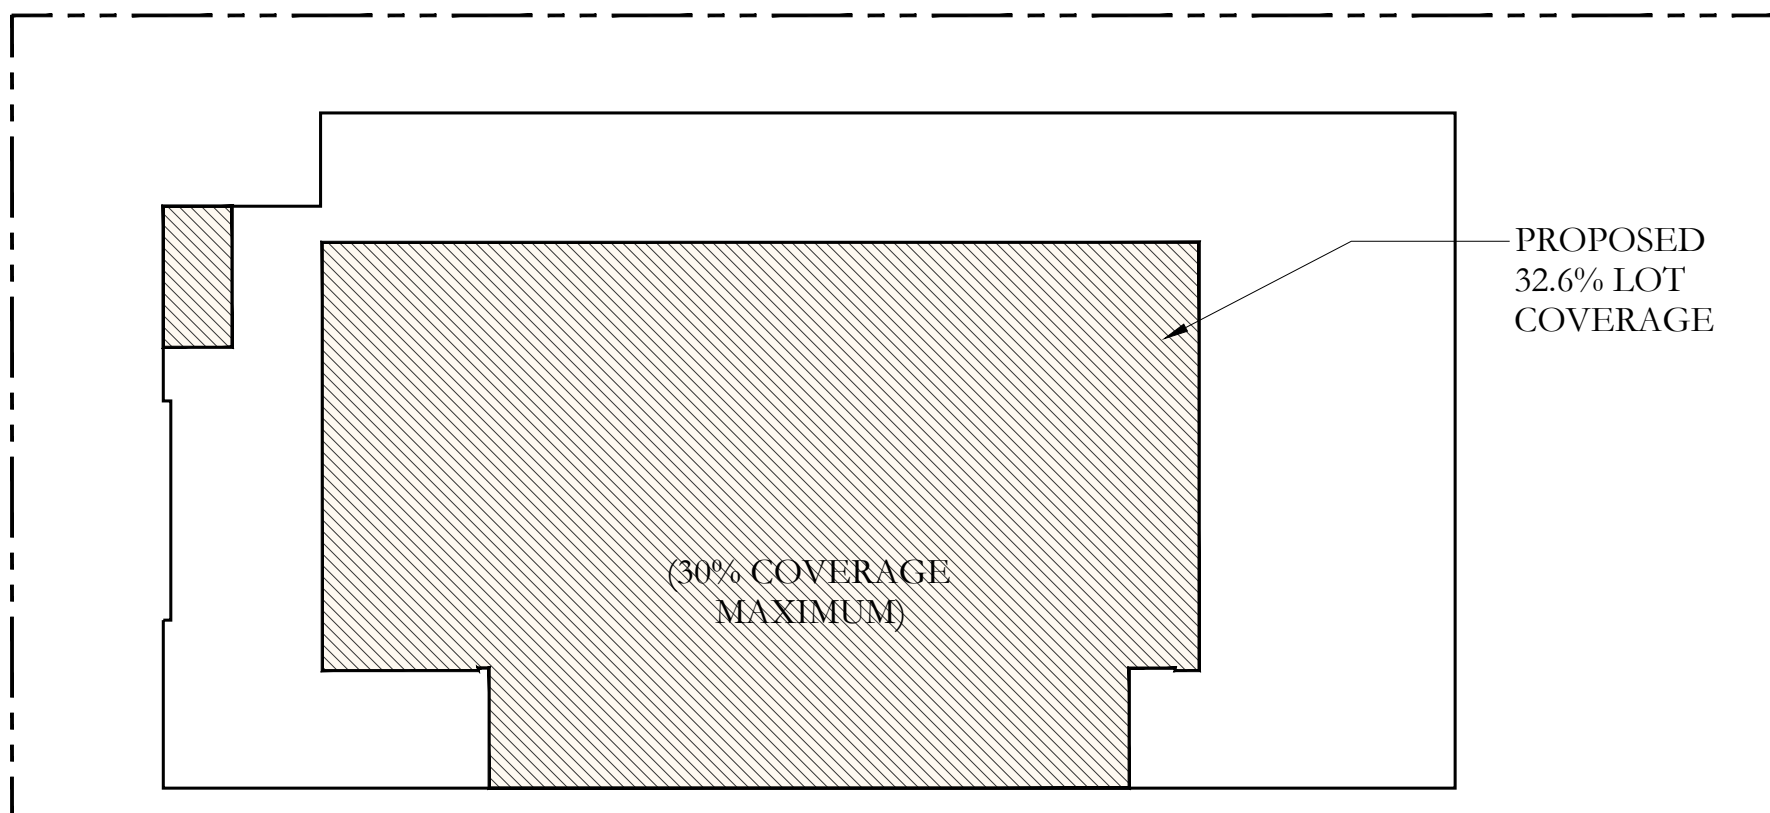 PROPOSED
32.6% LOT
COVERAGE
(30% COVERAGE
MAXIMUM)